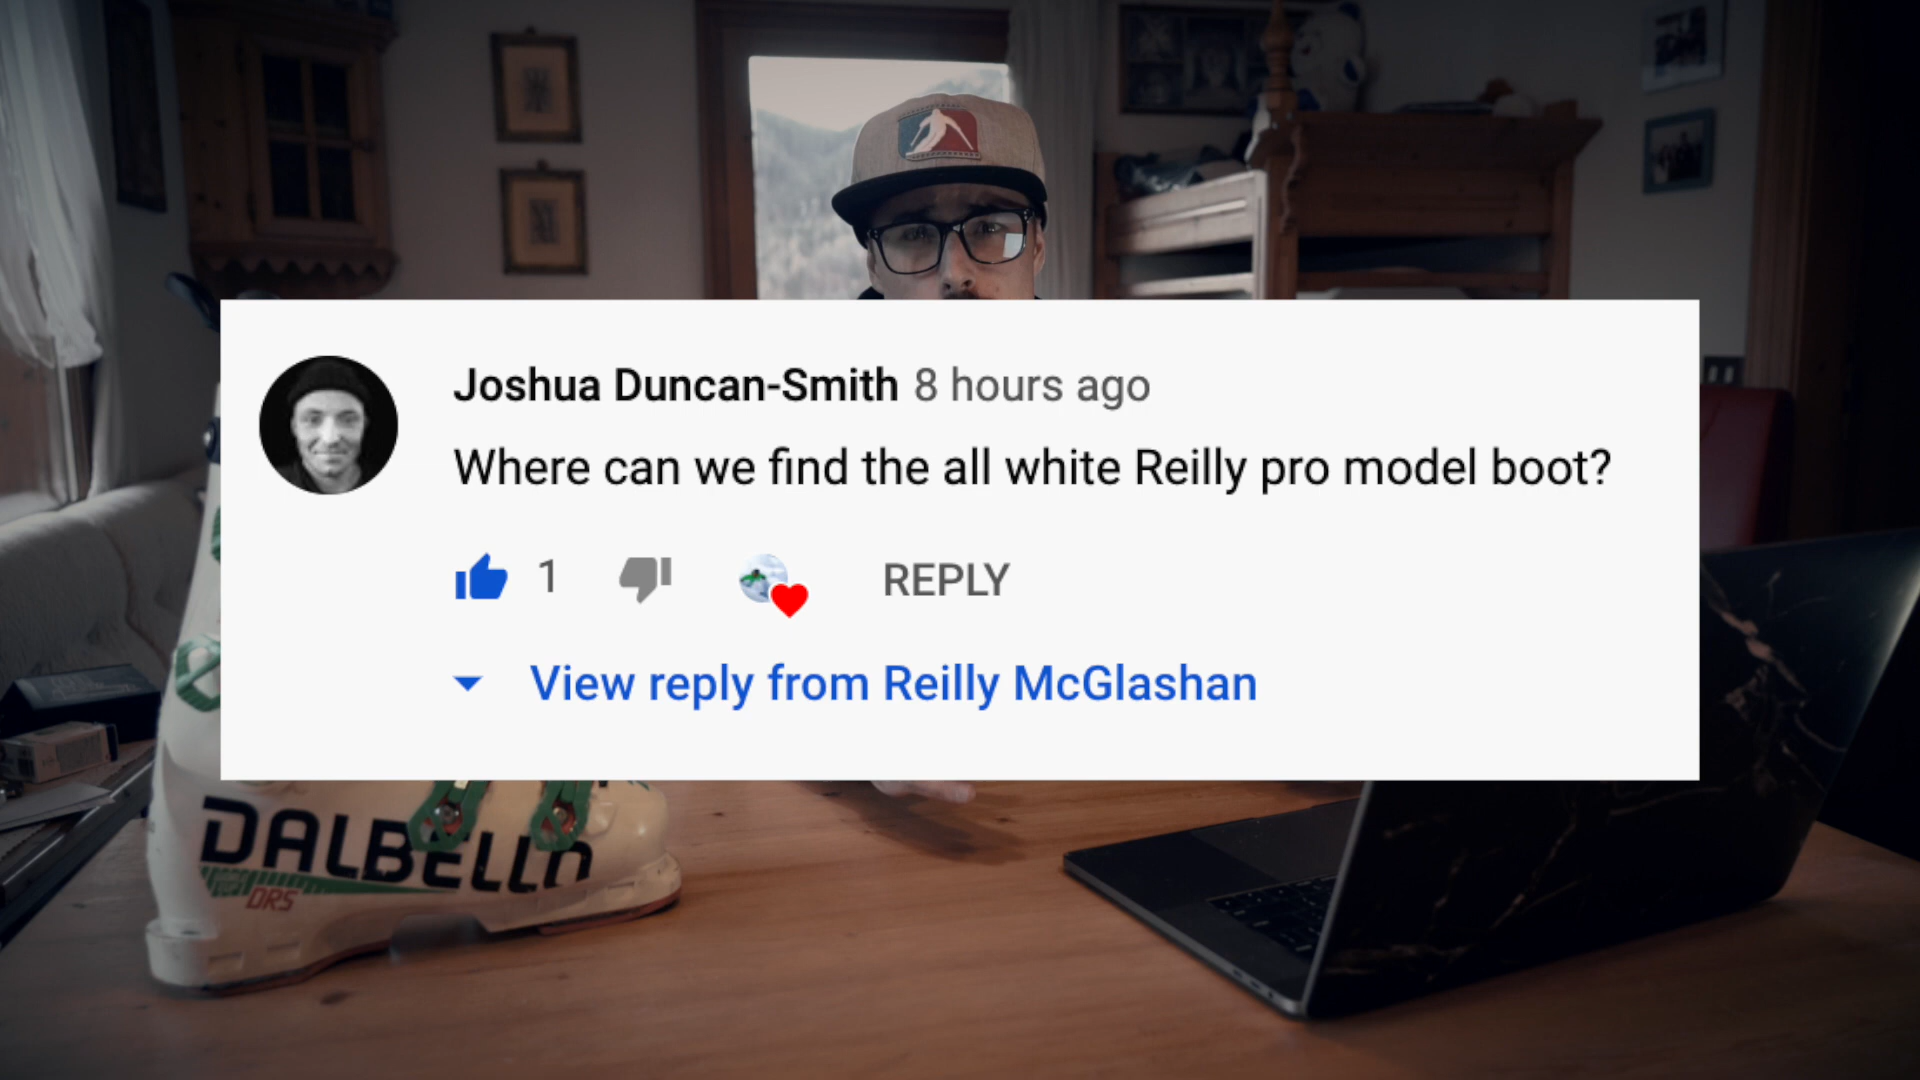 Joshua Duncan-Smith 8 hours ago
Where can we find the all white Reilly pro model boot?
1
REPLY
View reply from Reilly McGlashan
DALBELLO
DRS